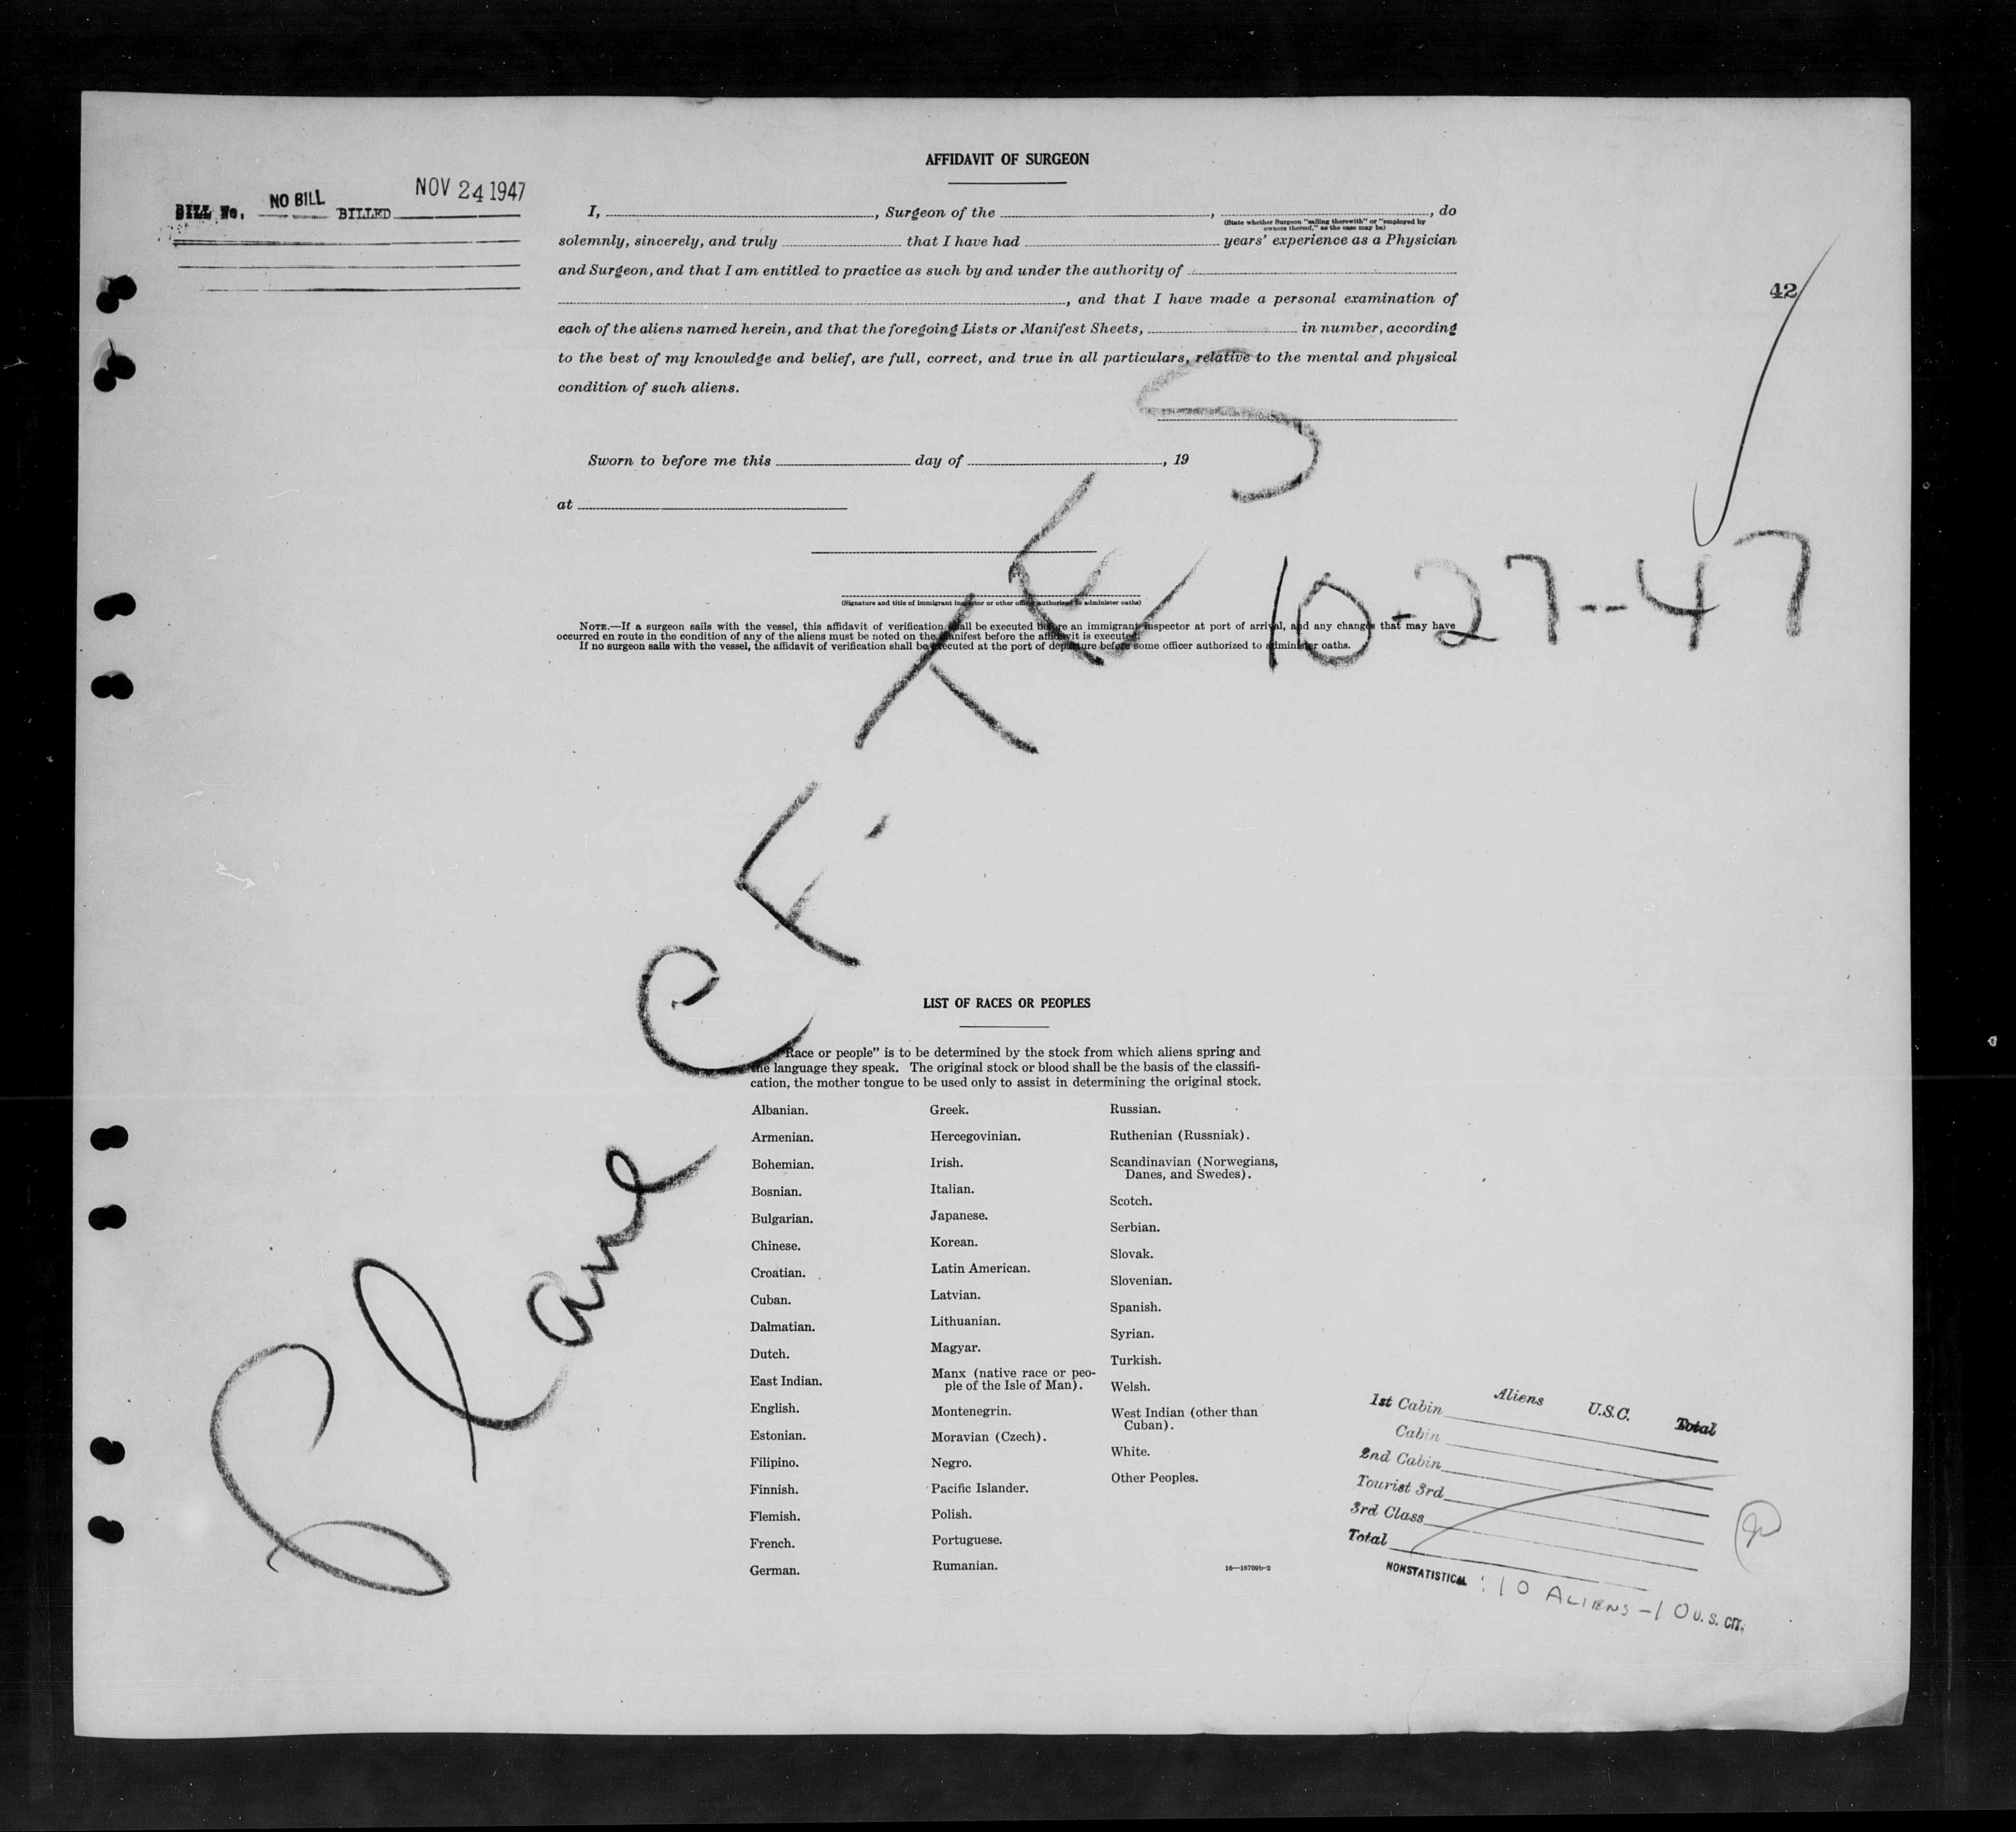 AFFIDAVIT OF SURGEON
BILL No. NO BILL BILLED NOV 24 1947
I, , Surgeon of the , , do
(State whether Surgeon "sailing therewith" or "employed by
owners thereof," as the case may be)
solemnly, sincerely, and truly that I have had years' experience as a Physician
and Surgeon, and that I am entitled to practice as such by and under the authority of
, and that I have made a personal examination of
42
each of the aliens named herein, and that the foregoing Lists or Manifest Sheets, in number, according
to the best of my knowledge and belief, are full, correct, and true in all particulars, relative to the mental and physical
condition of such aliens.
Sworn to before me this day of , 19
at
(Signature and title of immigrant inspector or other officer authorized to administer oaths)
NOTE.—If a surgeon sails with the vessel, this affidavit of verification shall be executed before an immigrant inspector at port of arrival, and any changes that may have
occurred en route in the condition of any of the aliens must be noted on the manifest before the affidavit is executed.
If no surgeon sails with the vessel, the affidavit of verification shall be executed at the port of departure before some officer authorized to administer oaths.
10-27-47
LIST OF RACES OR PEOPLES
"Race or people" is to be determined by the stock from which aliens spring and
the language they speak. The original stock or blood shall be the basis of the classifi-
cation, the mother tongue to be used only to assist in determining the original stock.
Albanian.
Armenian.
Bohemian.
Bosnian.
Bulgarian.
Chinese.
Croatian.
Cuban.
Dalmatian.
Dutch.
East Indian.
English.
Estonian.
Filipino.
Finnish.
Flemish.
French.
German.
Greek.
Hercegovinian.
Irish.
Italian.
Japanese.
Korean.
Latin American.
Latvian.
Lithuanian.
Magyar.
Manx (native race or peo-
ple of the Isle of Man).
Montenegrin.
Moravian (Czech).
Negro.
Pacific Islander.
Polish.
Portuguese.
Rumanian.
Russian.
Ruthenian (Russniak).
Scandinavian (Norwegians,
Danes, and Swedes).
Scotch.
Serbian.
Slovak.
Slovenian.
Spanish.
Syrian.
Turkish.
Welsh.
West Indian (other than
Cuban).
White.
Other Peoples.
16—18709b-2
Aliens U.S.C. Total
1st Cabin
Cabin
2nd Cabin
Tourist 3rd
3rd Class
Total
NONSTATISTICAL : 10 ALIENS - 10 U. S. CIT.